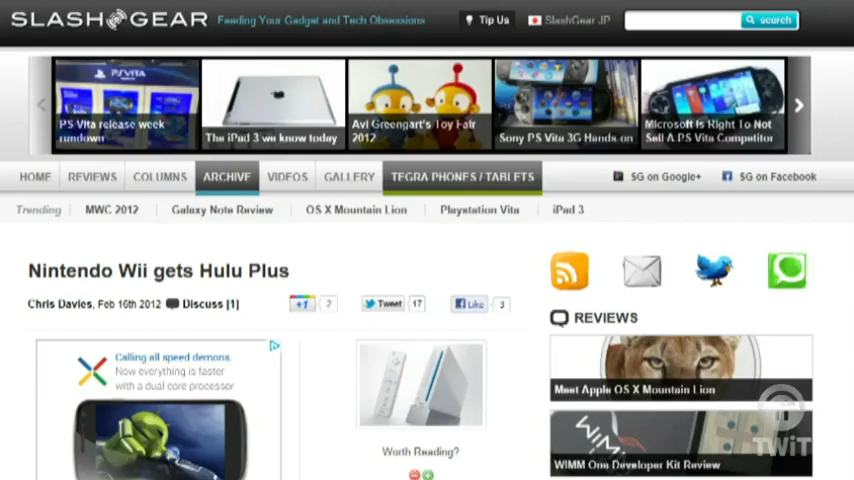 SLASH GEAR
Feeding Your Gadget and Tech Obsessions
Tip Us
SlashGear JP
search
PS VITA
PS Vita release week
rundown
The iPad 3 we know today
Avi Greengart's Toy Fair
2012
Sony PS Vita 3G Hands on
Microsoft Is Right To Not
Sell A PS Vita Competitor
HOME
REVIEWS
COLUMNS
ARCHIVE
VIDEOS
GALLERY
TEGRA PHONES / TABLETS
SG on Google+
SG on Facebook
Trending
MWC 2012
Galaxy Note Review
OS X Mountain Lion
Playstation Vita
iPad 3
Nintendo Wii gets Hulu Plus
Chris Davies, Feb 16th 2012
Discuss [1]
+1
2
Tweet
17
Like
3
REVIEWS
Calling all speed demons.
Now everything is faster
with a dual core processor
Worth Reading?
Meet Apple OS X Mountain Lion
WIMM
WIMM One Developer Kit Review
TWiT